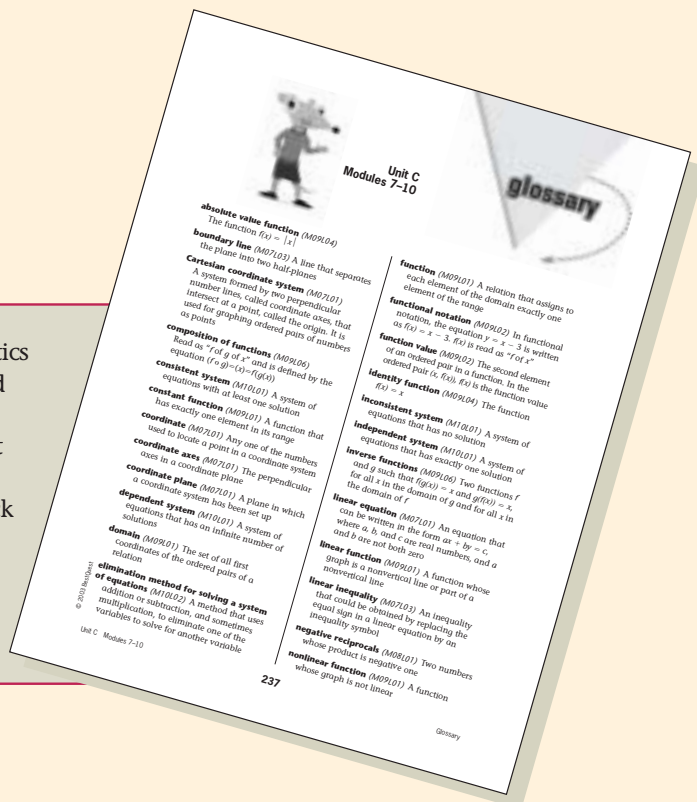 tics
d
t
k
Unit C
Modules 7–10
glossary
absolute value function (M09L04)
The function f(x) = |x|
boundary line (M07L03) A line that separates
the plane into two half-planes
Cartesian coordinate system (M07L01)
A system formed by two perpendicular
number lines, called coordinate axes, that
intersect at a point, called the origin. It is
used for graphing ordered pairs of numbers
as points
composition of functions (M09L06)
Read as "f of g of x" and is defined by the
equation (f o g)=(x)=f(g(x))
consistent system (M10L01) A system of
equations with at least one solution
constant function (M09L01) A function that
has exactly one element in its range
coordinate (M07L01) Any one of the numbers
used to locate a point in a coordinate system
coordinate axes (M07L01) The perpendicular
axes in a coordinate plane
coordinate plane (M07L01) A plane in which
a coordinate system has been set up
dependent system (M10L01) A system of
equations that has an infinite number of
solutions
domain (M09L01) The set of all first
coordinates of the ordered pairs of a
relation
elimination method for solving a system
of equations (M10L02) A method that uses
addition or subtraction, and sometimes
multiplication, to eliminate one of the
variables to solve for another variable
function (M09L01) A relation that assigns to
each element of the domain exactly one
element of the range
functional notation (M09L02) In functional
notation, the equation y = x − 3 is written
as f(x) = x − 3. f(x) is read as "f of x"
function value (M09L02) The second element
of an ordered pair in a function. In the
ordered pair (x, f(x)), f(x) is the function value
identity function (M09L04) The function
f(x) = x
inconsistent system (M10L01) A system of
equations that has no solution
independent system (M10L01) A system of
equations that has exactly one solution
inverse functions (M09L06) Two functions f
and g such that f(g(x)) = x and g(f(x)) = x,
for all x in the domain of g and for all x in
the domain of f
linear equation (M07L01) An equation that
can be written in the form ax + by = c,
where a, b, and c are real numbers, and a
and b are not both zero
linear function (M09L01) A function whose
graph is a nonvertical line or part of a
nonvertical line
linear inequality (M07L03) An inequality
that could be obtained by replacing the
equal sign in a linear equation by an
inequality symbol
negative reciprocals (M08L01) Two numbers
whose product is negative one
nonlinear function (M09L01) A function
whose graph is not linear
© 2003 BestQuest
Unit C Modules 7–10
237
Glossary